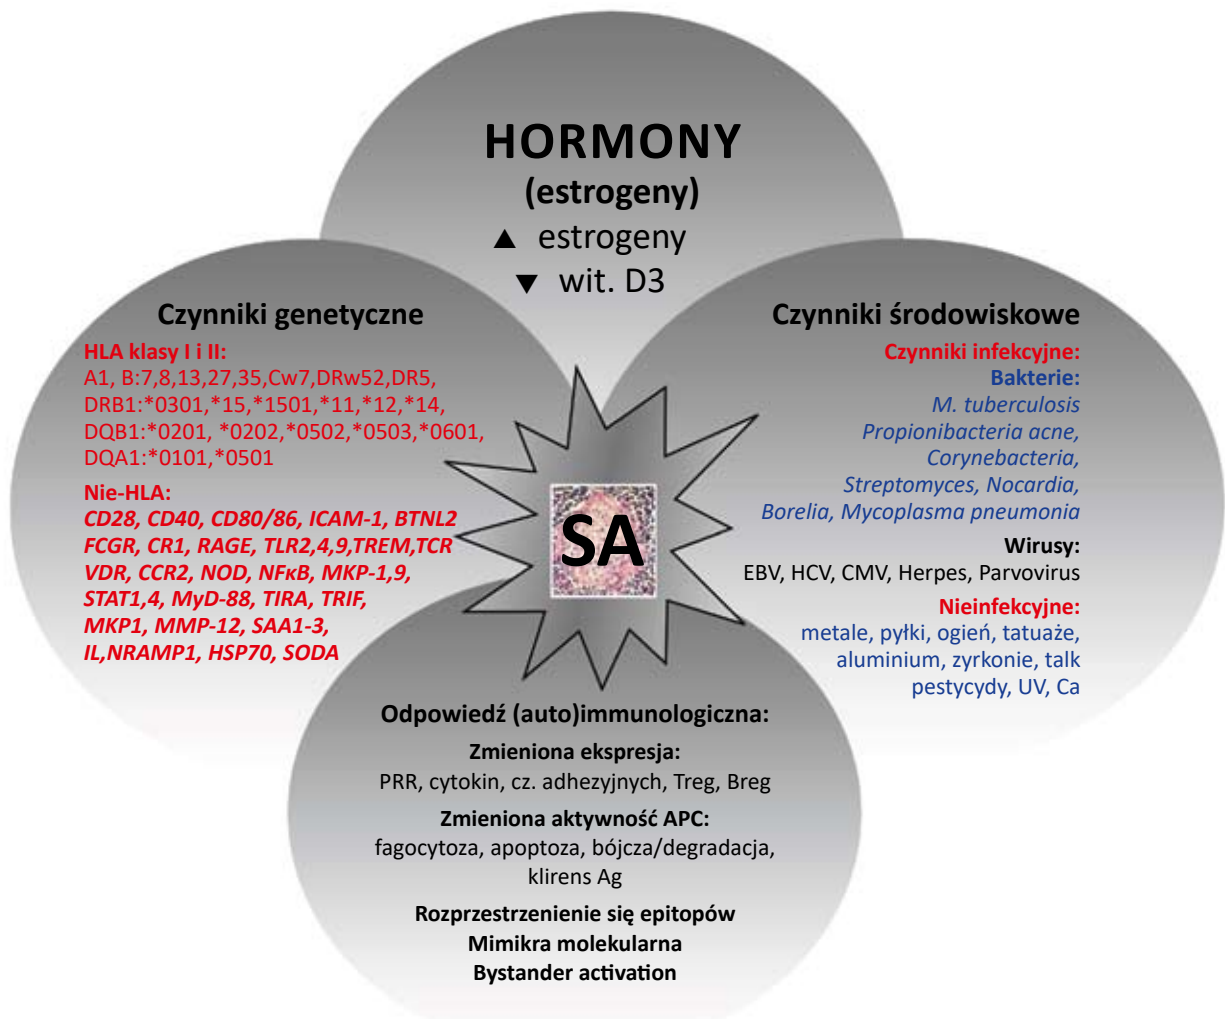 HORMONY
(estrogeny)
▲ estrogeny
▼ wit. D3
Czynniki genetyczne
HLA klasy I i II:
A1, B:7,8,13,27,35,Cw7,DRw52,DR5,
DRB1:*0301,*15,*1501,*11,*12,*14,
DQB1:*0201, *0202,*0502,*0503,*0601,
DQA1:*0101,*0501
Nie-HLA:
CD28, CD40, CD80/86, ICAM-1, BTNL2
FCGR, CR1, RAGE, TLR2,4,9,TREM,TCR
VDR, CCR2, NOD, NFκB, MKP-1,9,
STAT1,4, MyD-88, TIRA, TRIF,
MKP1, MMP-12, SAA1-3,
IL,NRAMP1, HSP70, SODA
Czynniki środowiskowe
Czynniki infekcyjne:
Bakterie:
M. tuberculosis
Propionibacteria acne,
Corynebacteria,
Streptomyces, Nocardia,
Borelia, Mycoplasma pneumonia
Wirusy:
EBV, HCV, CMV, Herpes, Parvovirus
Nieinfekcyjne:
metale, pyłki, ogień, tatuaże,
aluminium, zyrkonie, talk
pestycydy, UV, Ca
SA
Odpowiedź (auto)immunologiczna:
Zmieniona ekspresja:
PRR, cytokin, cz. adhezyjnych, Treg, Breg
Zmieniona aktywność APC:
fagocytoza, apoptoza, bójcza/degradacja,
klirens Ag
Rozprzestrzenienie się epitopów
Mimikra molekularna
Bystander activation